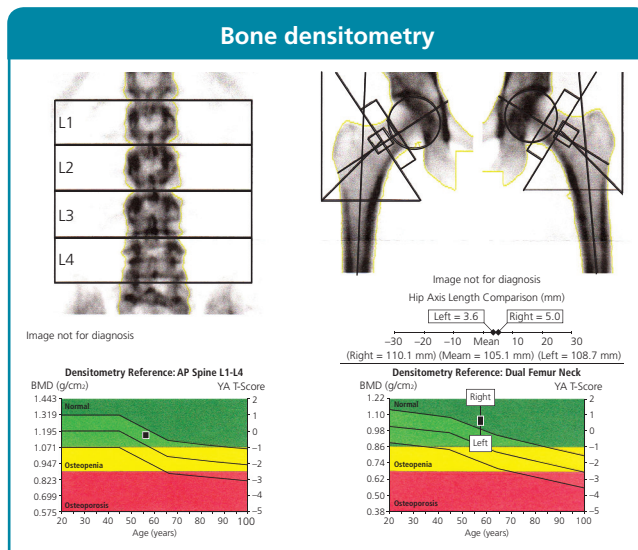 Bone densitometry
L1
L2
L3
L4
Image not for diagnosis
Image not for diagnosis
Hip Axis Length Comparison (mm)
Left = 3.6
Right = 5.0
−30 −20 −10 Mean 10 20 30
(Right = 110.1 mm) (Meam = 105.1 mm) (Left = 108.7 mm)
Densitometry Reference: AP Spine L1-L4
BMD (g/cm2) YA T-Score
1.443 2
1.319 1
1.195 0
1.071 −1
0.947 −2
0.823 −3
0.699 −4
0.575 −5
Normal
Osteopenia
Osteoporosis
20 30 40 50 60 70 80 90 100
Age (years)
Densitometry Reference: Dual Femur Neck
BMD (g/cm2) YA T-Score
1.22 2
1.10 1
0.98 0
0.86 −1
0.74 −2
0.62 −3
0.50 −4
0.38 −5
Normal
Right
Left
Osteopenia
Osteoporosis
20 30 40 50 60 70 80 90 100
Age (years)